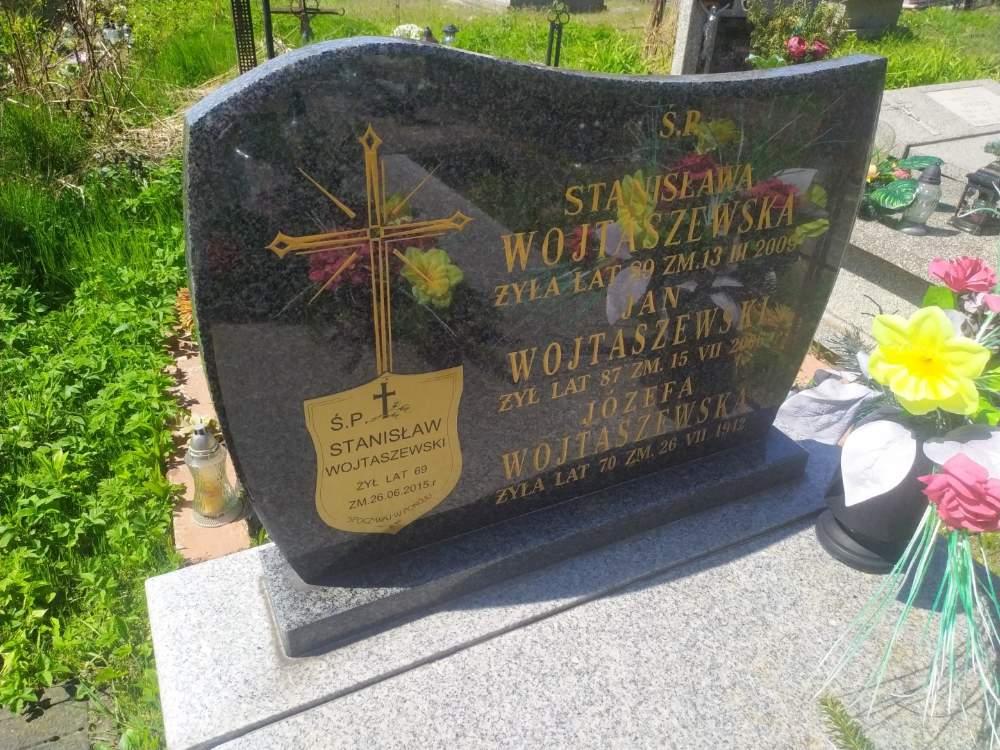 Ś.P.
STANISŁAWA
WOJTASZEWSKA
ŻYŁA LAT 89 ZM.13 III 2009
JAN
WOJTASZEWSKI
ŻYŁ LAT 87 ZM. 15 VII
JÓZEFA
WOJTASZEWSKA
ŻYŁA LAT 70 ZM. 26 VII 1942
Ś.P.
STANISŁAW
WOJTASZEWSKI
ŻYŁ LAT 69
ZM.26.06.2015.r
SPOCZYWAJ W POKOJU